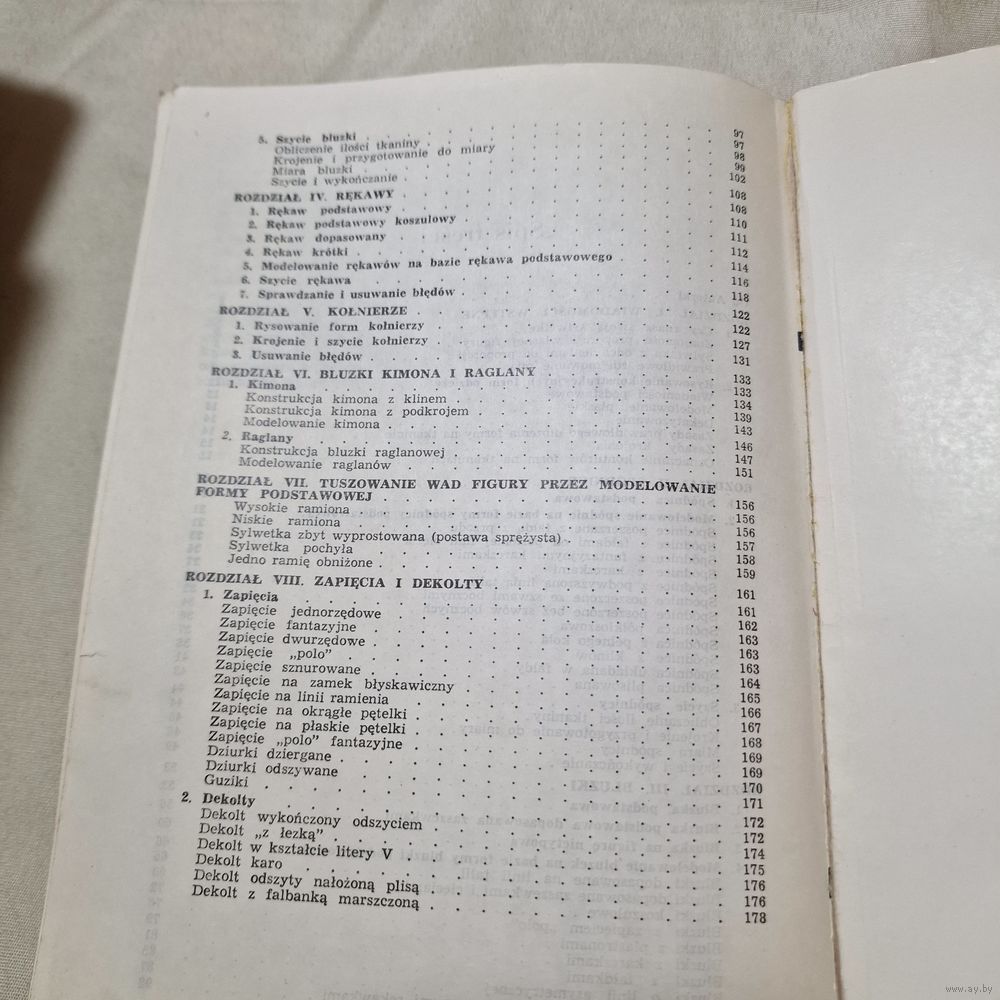 5. Szycie bluzki . . . 97
Obliczenie ilości tkaniny . . . 97
Krojenie i przygotowanie do miary . . . 98
Miara bluzki . . . 99
Szycie i wykończanie . . . 102
ROZDZIAŁ IV. RĘKAWY . . . 108
1. Rękaw podstawowy . . . 108
2. Rękaw podstawowy koszulowy . . . 110
3. Rękaw dopasowany . . . 111
4. Rękaw krótki . . . 112
5. Modelowanie rękawów na bazie rękawa podstawowego . . . 114
6. Szycie rękawa . . . 116
7. Sprawdzanie i usuwanie błędów . . . 118
ROZDZIAŁ V. KOŁNIERZE . . . 122
1. Rysowanie form kołnierzy . . . 122
2. Krojenie i szycie kołnierzy . . . 127
3. Usuwanie błędów . . . 131
ROZDZIAŁ VI. BLUZKI KIMONA I RAGLANY . . . 133
1. Kimona . . . 133
Konstrukcja kimona z klinem . . . 134
Konstrukcja kimona z podkrojem . . . 139
Modelowanie kimona . . . 143
2. Raglany . . . 146
Konstrukcja bluzki raglanowej . . . 147
Modelowanie raglanów . . . 151
ROZDZIAŁ VII. TUSZOWANIE WAD FIGURY PRZEZ MODELOWANIE
FORMY PODSTAWOWEJ . . . 156
Wysokie ramiona . . . 156
Niskie ramiona . . . 156
Sylwetka zbyt wyprostowana (postawa sprężysta) . . . 157
Sylwetka pochyła . . . 158
Jedno ramię obniżone . . . 159
ROZDZIAŁ VIII. ZAPIĘCIA I DEKOLTY . . . 161
1. Zapięcia . . . 161
Zapięcie jednorzędowe . . . 162
Zapięcie fantazyjne . . . 163
Zapięcie dwurzędowe . . . 163
Zapięcie „polo” . . . 163
Zapięcie sznurowane . . . 164
Zapięcie na zamek błyskawiczny . . . 165
Zapięcie na linii ramienia . . . 166
Zapięcie na okrągłe pętelki . . . 167
Zapięcie na płaskie pętelki . . . 168
Zapięcie „polo” fantazyjne . . . 169
Dziurki dziergane . . . 169
Dziurki odszywane . . . 170
Guziki . . . 171
2. Dekolty . . . 172
Dekolt wykończony odszyciem . . . 172
Dekolt „z łezką” . . . 174
Dekolt w kształcie litery V . . . 175
Dekolt karo . . . 176
Dekolt odszyty nałożoną plisą . . . 176
Dekolt z falbanką marszczoną . . . 178
www.ay.by